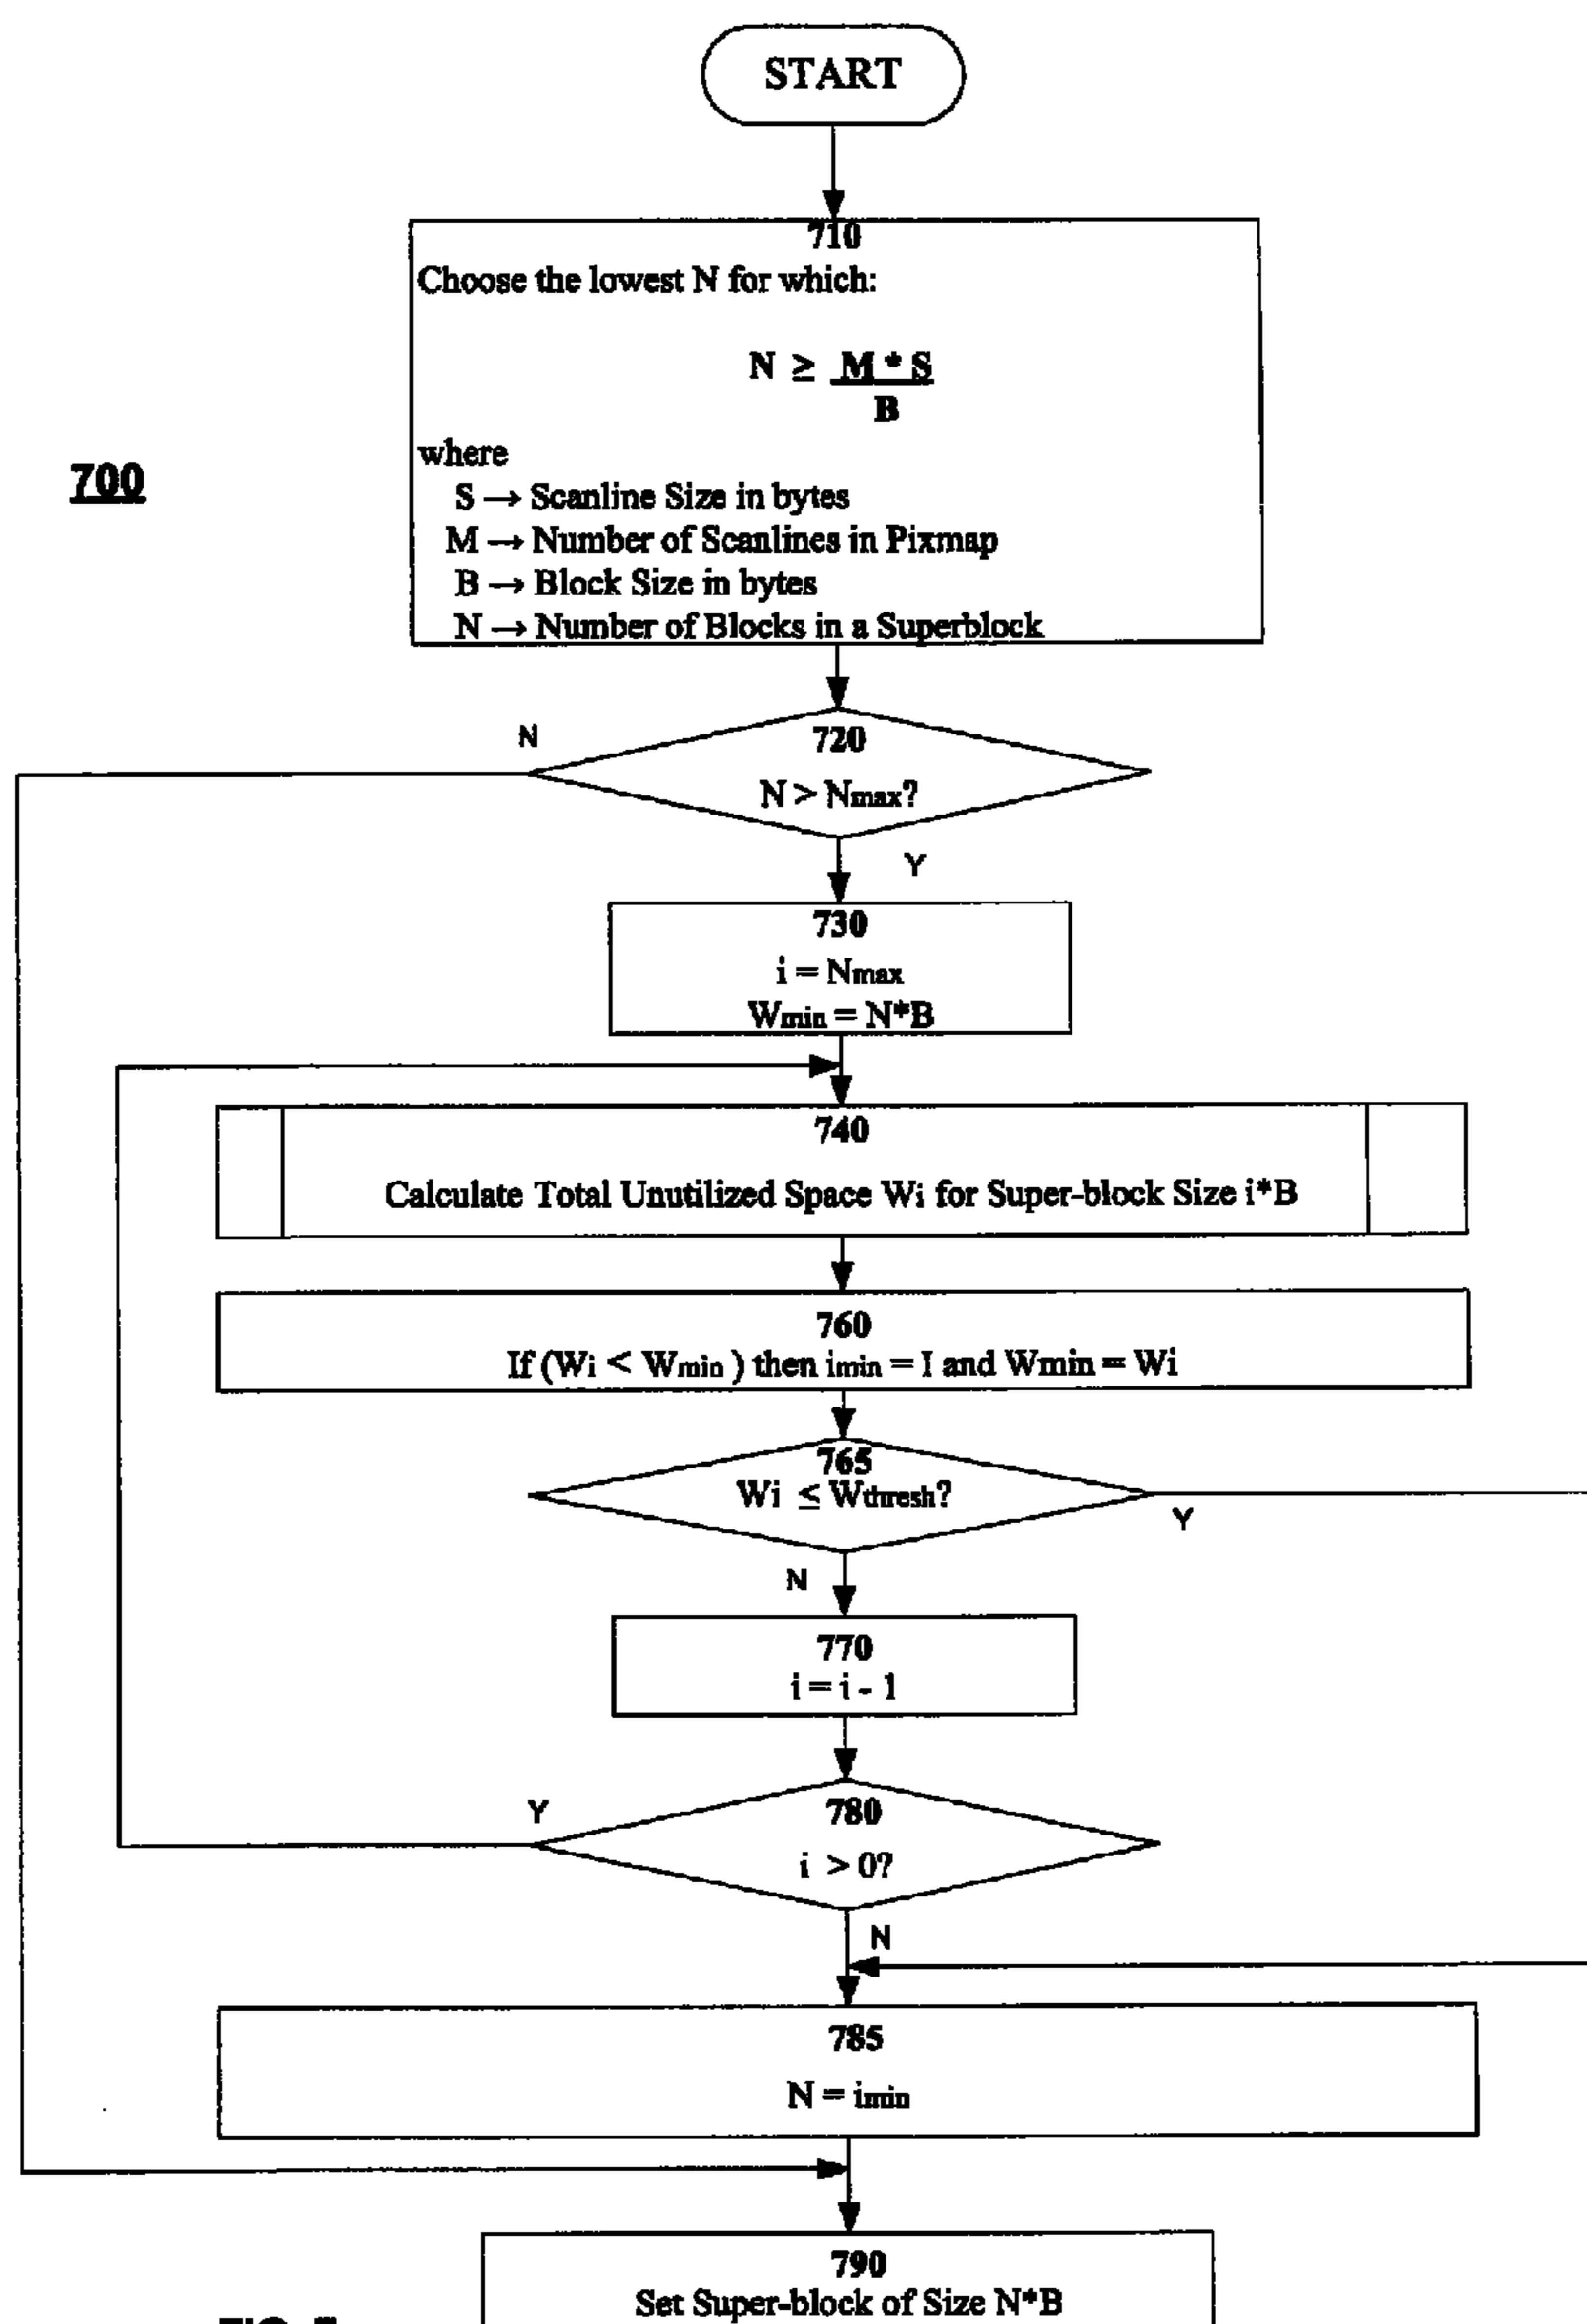 START
710
Choose the lowest N for which:
N ≥ M * S
B
where
S → Scanline Size in bytes
M → Number of Scanlines in Pixmap
B → Block Size in bytes
N → Number of Blocks in a Superblock
700
N
720
N > Nmax?
Y
730
i = Nmax
Wmin = N*B
740
Calculate Total Unutilized Space Wi for Super-block Size i*B
760
If (Wi < Wmin ) then imin = I and Wmin = Wi
765
Wi ≤ Wthresh?
Y
N
770
i = i - 1
Y
780
i > 0?
N
785
N = imin
790
Set Super-block of Size N*B